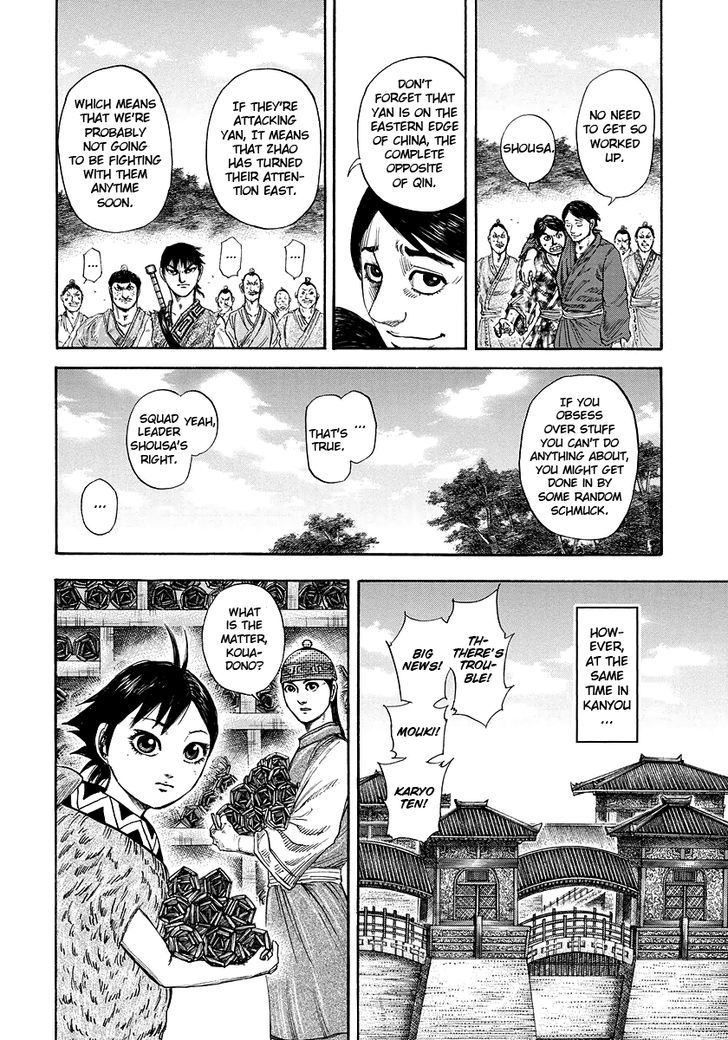 NO NEED
TO GET SO
WORKED
UP.
SHOUSA.
DON'T
FORGET THAT
YAN IS ON THE
EASTERN EDGE
OF CHINA, THE
COMPLETE
OPPOSITE
OF QIN.
IF THEY'RE
ATTACKING
YAN, IT MEANS
THAT ZHAO
HAS TURNED
THEIR ATTEN-
TION EAST.
WHICH MEANS
THAT WE'RE
PROBABLY
NOT GOING
TO BE FIGHTING
WITH THEM
ANYTIME
SOON.
...
...
IF YOU
OBSESS
OVER STUFF
YOU CAN'T DO
ANYTHING ABOUT,
YOU MIGHT GET
DONE IN BY
SOME RANDOM
SCHMUCK.
...
THAT'S
TRUE.
YEAH,
SQUAD
LEADER
SHOUSA'S
RIGHT.
...
HOW-
EVER,
AT THE
SAME
TIME IN
KANYOU
...
TH-
THERE'S
TROU-
BLE!
BIG
NEWS!
MOUKI!
KARYO
TEN!
WHAT
IS THE
MATTER,
KOUA-
DONO?